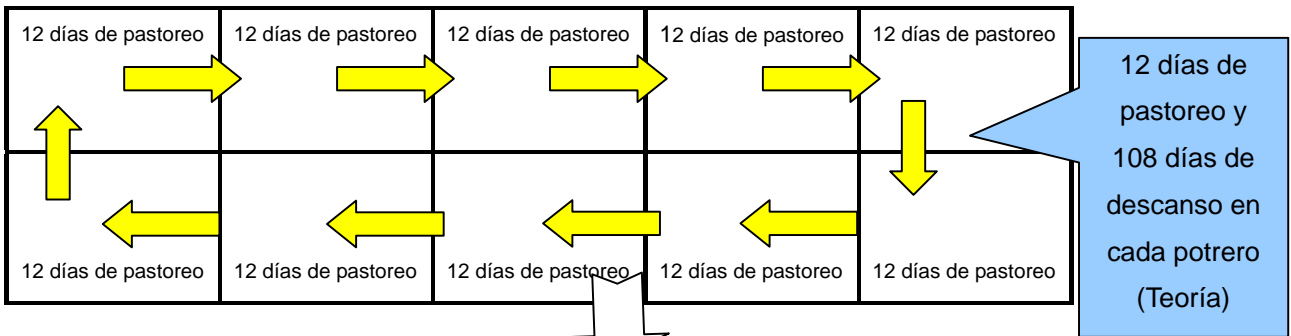 12 días de pastoreo 12 días de pastoreo 12 días de pastoreo 12 días de pastoreo 12 días de pastoreo
12 días de pastoreo 12 días de pastoreo 12 días de pastoreo 12 días de pastoreo 12 días de pastoreo
12 días de
pastoreo y
108 días de
descanso en
cada potrero
(Teoría)